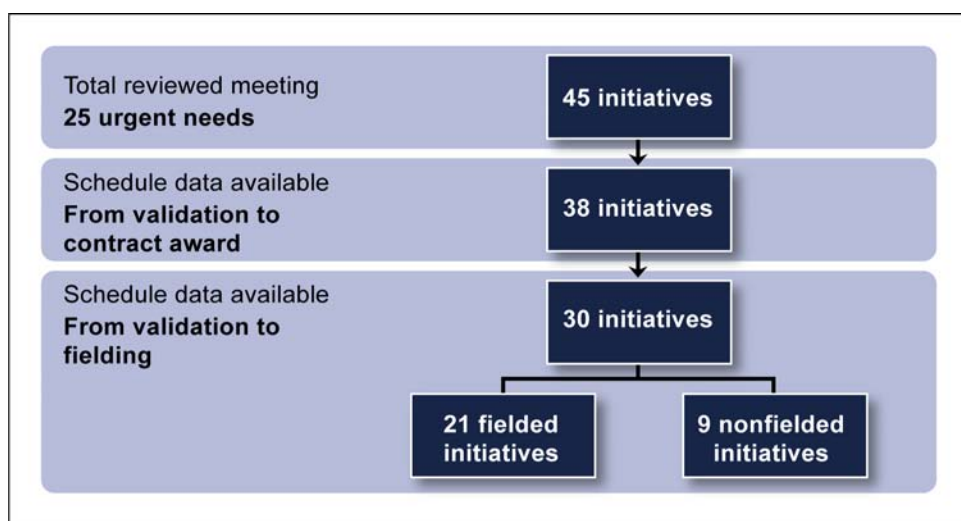 Total reviewed meeting
25 urgent needs
45 initiatives
Schedule data available
From validation to
contract award
38 initiatives
Schedule data available
From validation to
fielding
30 initiatives
21 fielded
initiatives
9 nonfielded
initiatives